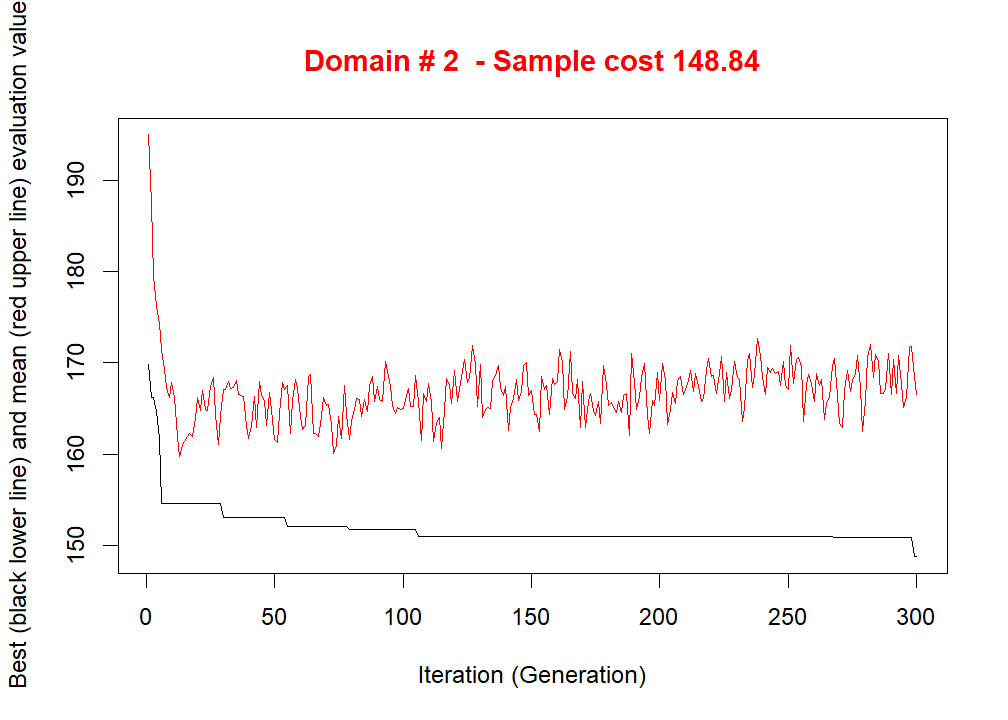 Domain # 2  - Sample cost 148.84
Best (black lower line) and mean (red upper line) evaluation value
190
180
170
160
150
0 50 100 150 200 250 300
Iteration (Generation)